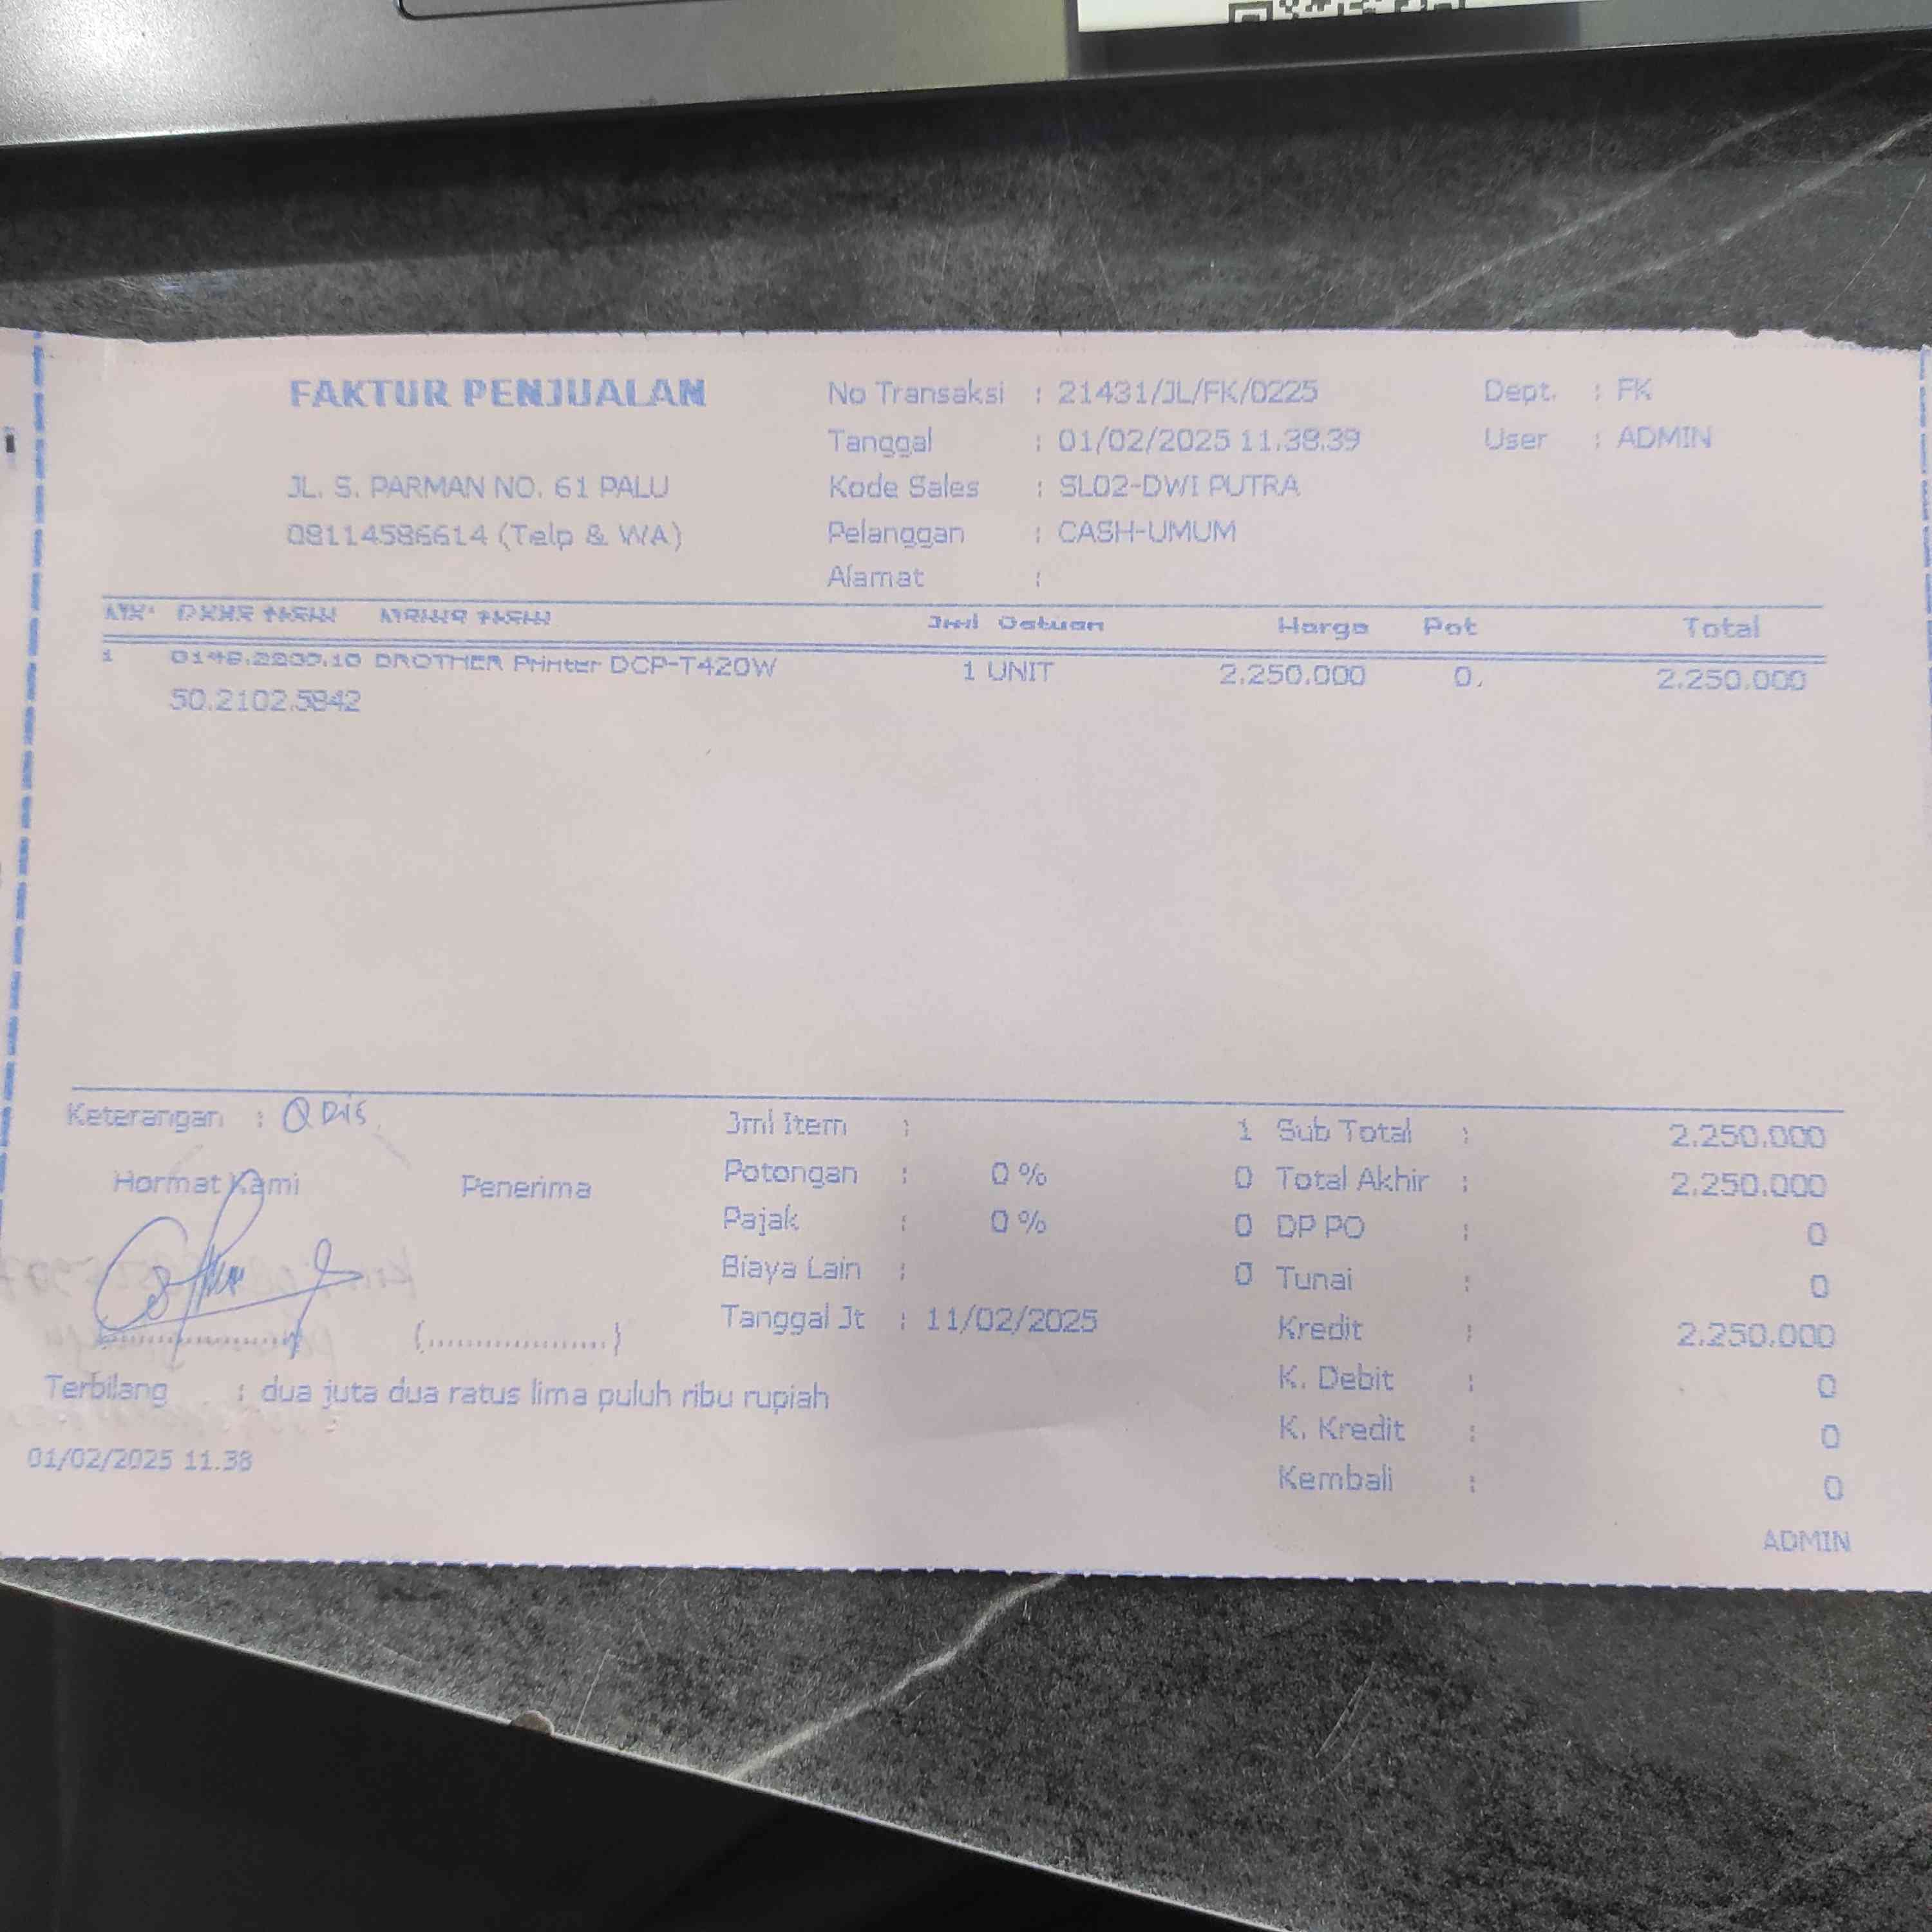 FAKTUR PENJUALAN
JL. S. PARMAN NO. 61 PALU
08114586614 (Telp & WA)
No Transaksi : 21431/JL/FK/0225
Tanggal : 01/02/2025 11.38.39
Kode Sales : SL02-DWI PUTRA
Pelanggan : CASH-UMUM
Alamat :
Dept. : FK
User : ADMIN
Jml Satuan Harga Pot Total
1 BROTHER Printer DCP-T420W 1 UNIT 2.250.000 0, 2.250.000
50.2102.5842
Keterangan : QRIS
Hormat Kami Penerima
(..................)
Terbilang : dua juta dua ratus lima puluh ribu rupiah
01/02/2025 11.38
Jml Item : 1
Potongan : 0 % 0
Pajak : 0 % 0
Biaya Lain : 0
Tanggal Jt : 11/02/2025
Sub Total : 2.250.000
Total Akhir : 2.250.000
DP PO : 0
Tunai : 0
Kredit : 2.250.000
K. Debit : 0
K. Kredit : 0
Kembali : 0
ADMIN